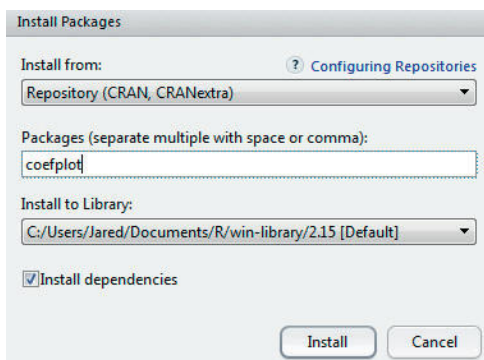 Install Packages
Install from:
? Configuring Repositories
Repository (CRAN, CRANextra)
Packages (separate multiple with space or comma):
coefplot
Install to Library:
C:/Users/Jared/Documents/R/win-library/2.15 [Default]
Install dependencies
Install
Cancel